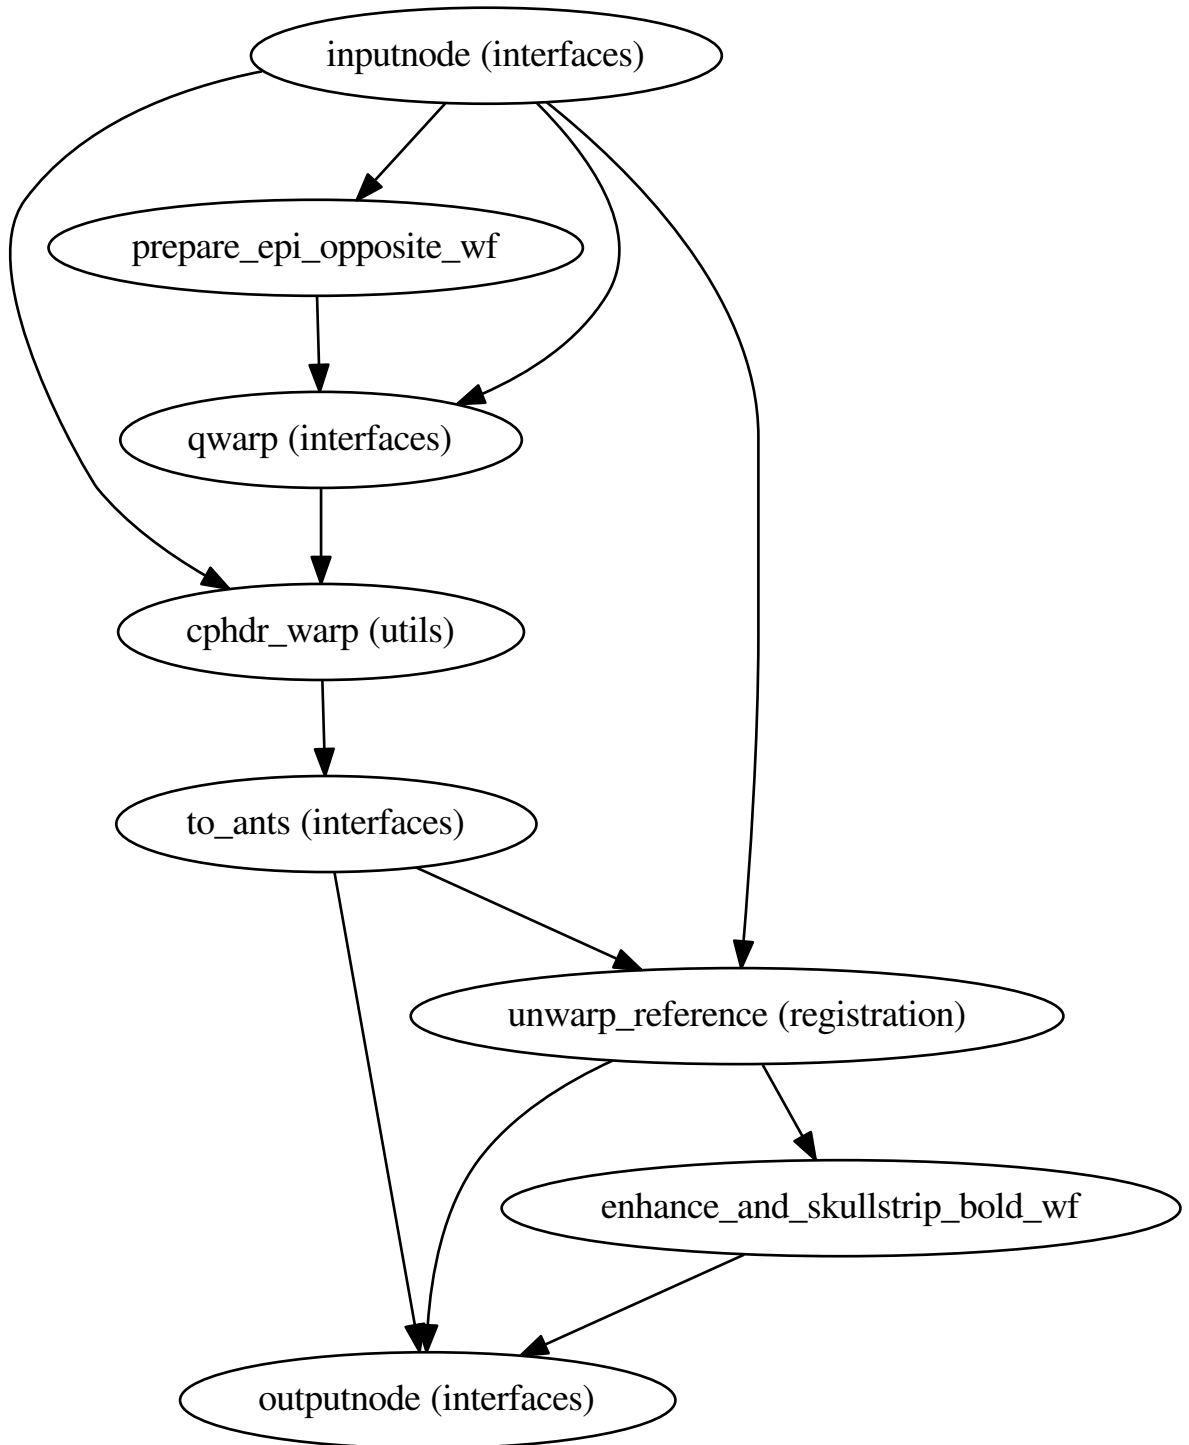 inputnode (interfaces)
prepare_epi_opposite_wf
qwarp (interfaces)
cphdr_warp (utils)
to_ants (interfaces)
unwarp_reference (registration)
enhance_and_skullstrip_bold_wf
outputnode (interfaces)